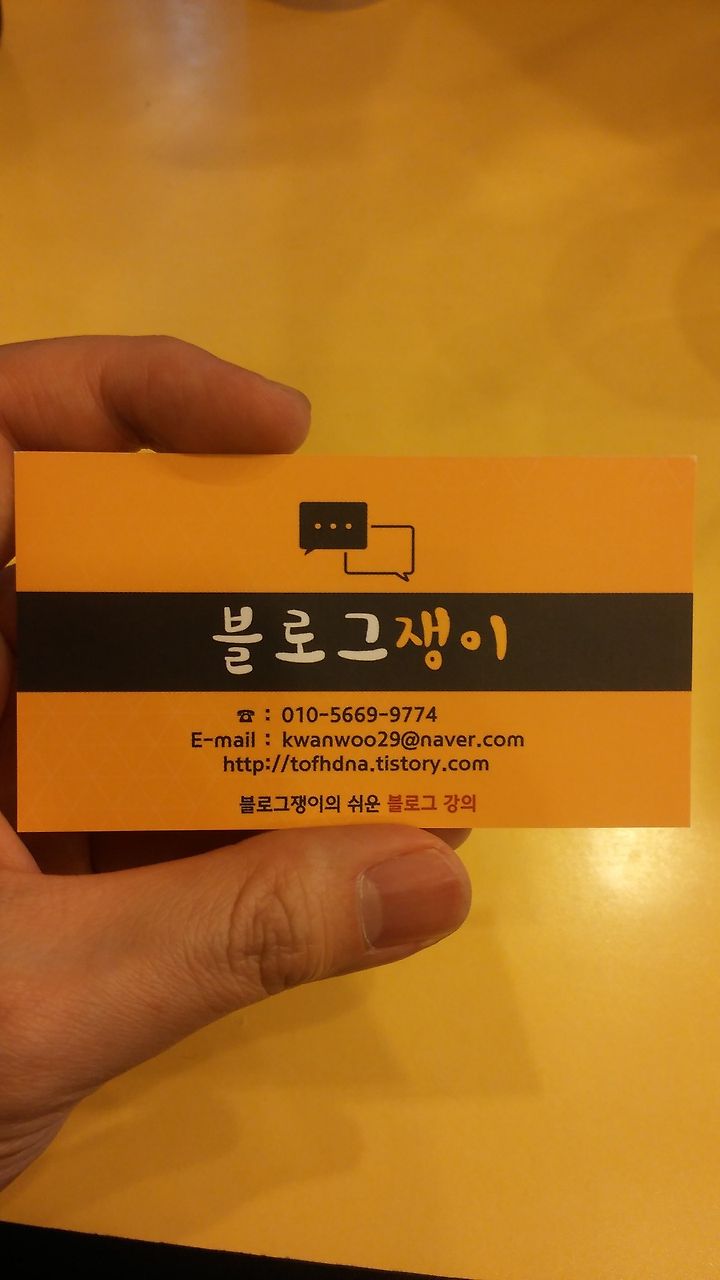 블로그쟁이
☎ : 010-5669-9774
E-mail : kwanwoo29@naver.com
http://tofhdna.tistory.com
블로그쟁이의 쉬운 블로그 강의